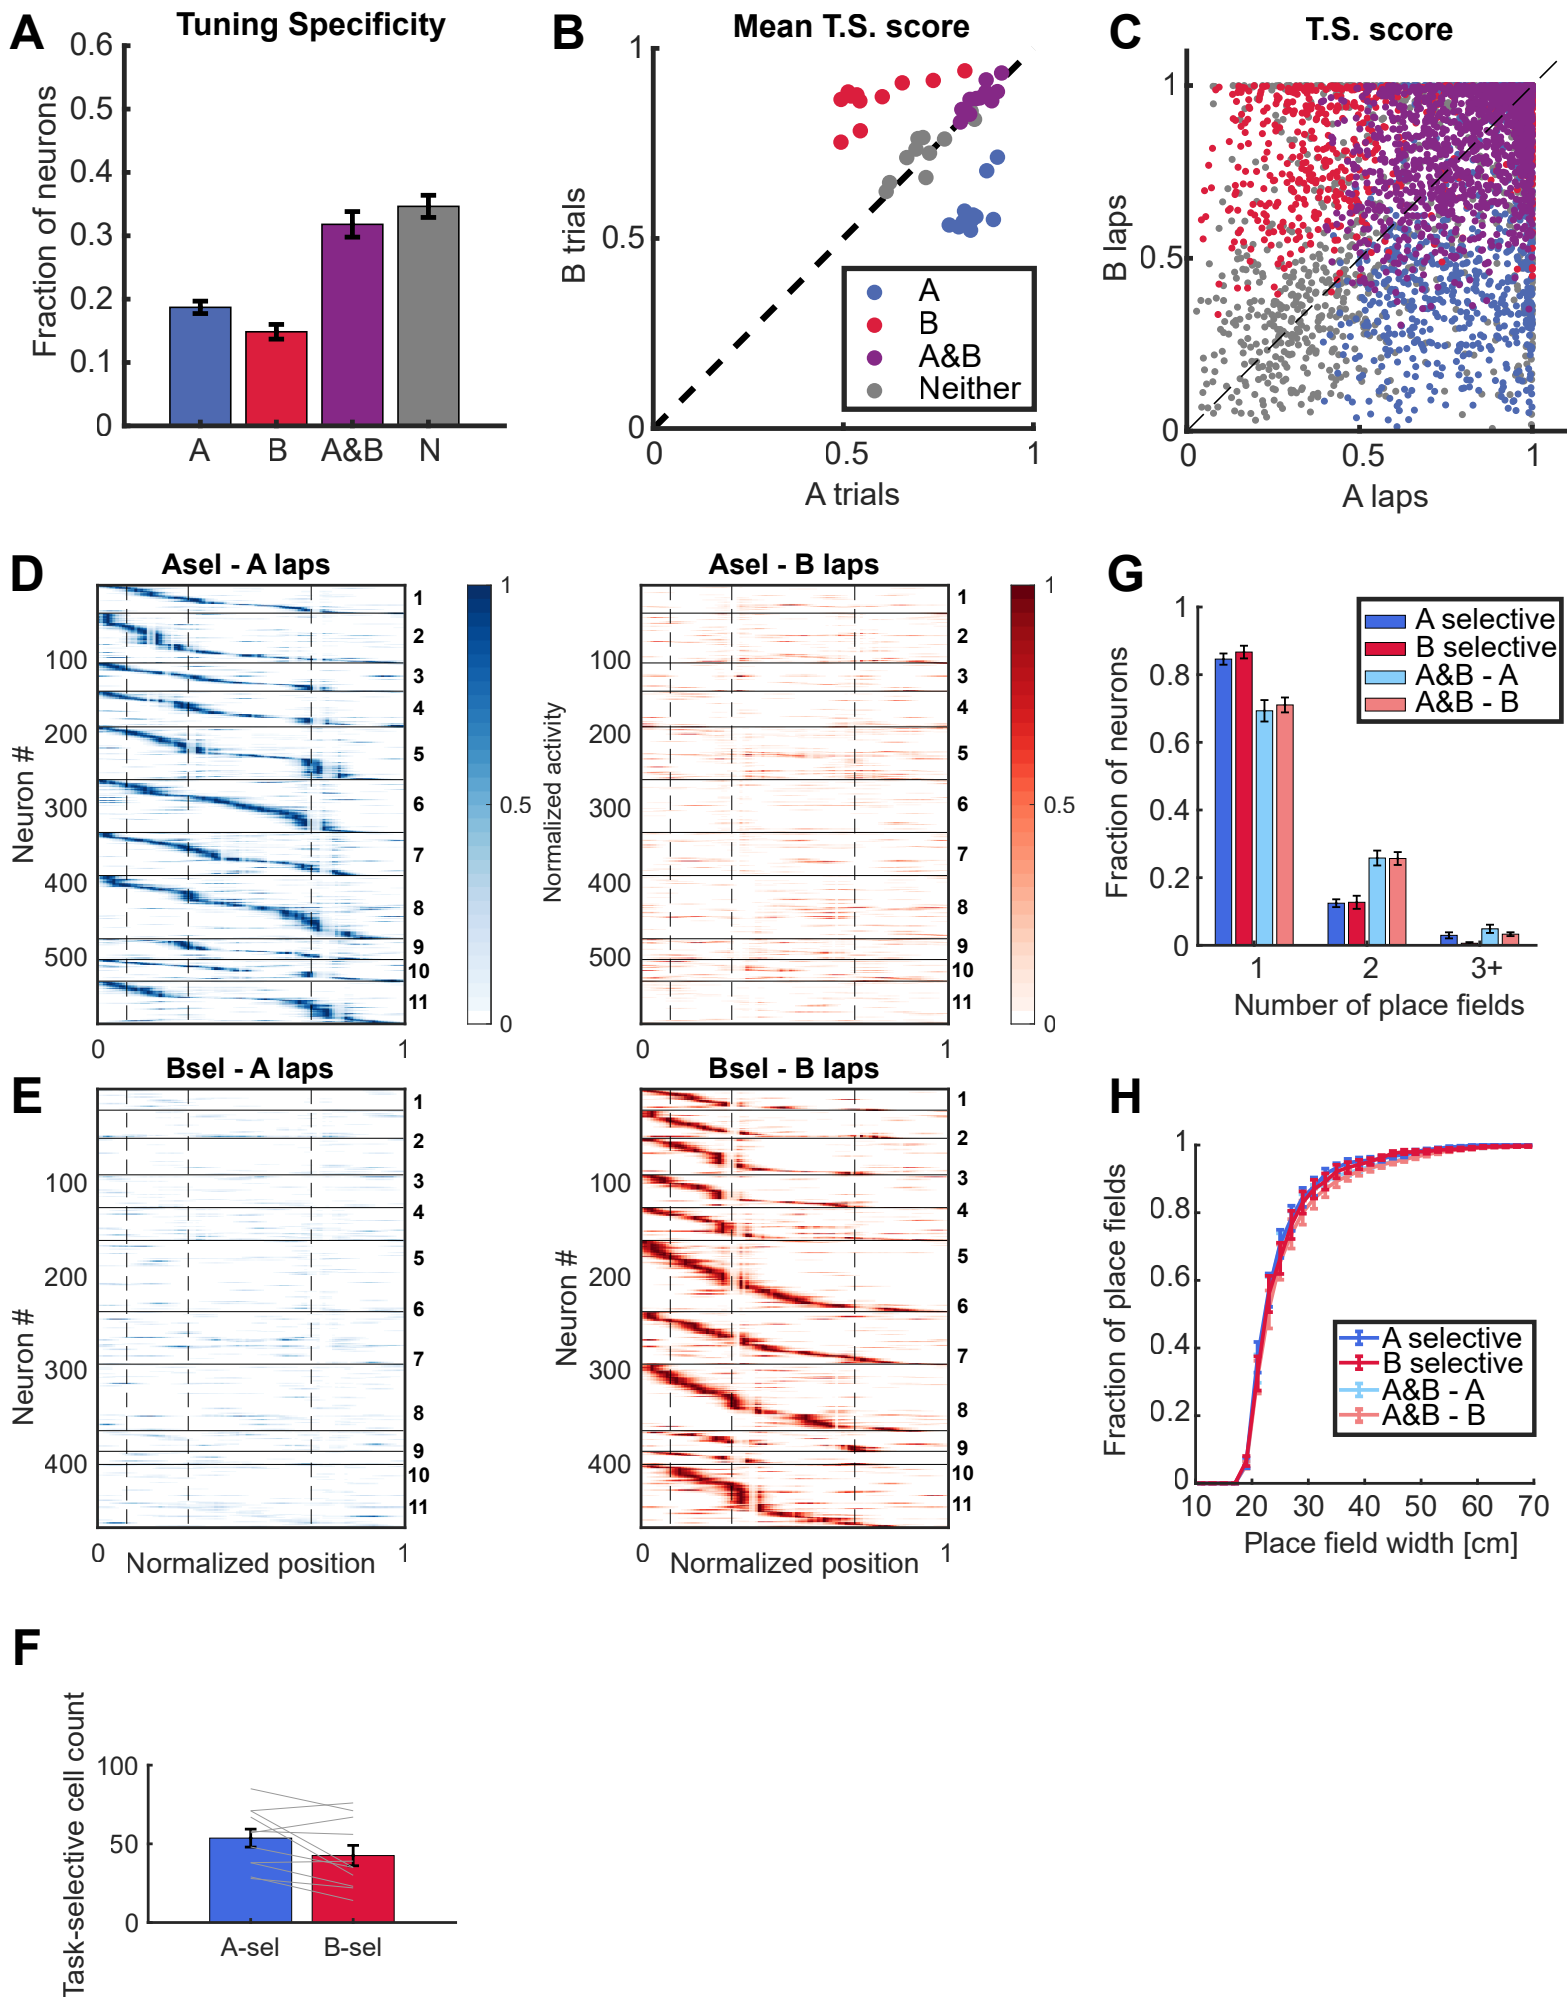 A
Tuning Specificity
Fraction of neurons
0.6
0.5
0.4
0.3
0.2
0.1
0
A B A&B N
B
Mean T.S. score
B trials
1
0.5
0
0 0.5 1
A trials
A
B
A&B
Neither
C
T.S. score
B laps
1
0.5
0
0 0.5 1
A laps
D
Asel - A laps
Neuron #
100
200
300
400
500
1
2
3
4
5
6
7
8
9
10
11
0 1
1
0.5
0
Normalized activity
Asel - B laps
100
200
300
400
500
1
2
3
4
5
6
7
8
9
10
11
0 1
1
0.5
0
E
Bsel - A laps
Neuron #
100
200
300
400
1
2
3
4
5
6
7
8
9
10
11
0 1
Normalized position
Bsel - B laps
Neuron #
100
200
300
400
1
2
3
4
5
6
7
8
9
10
11
0 1
Normalized position
F
Task-selective cell count
100
50
0
A-sel B-sel
G
Fraction of neurons
1
0.8
0.6
0.4
0.2
0
1 2 3+
Number of place fields
A selective
B selective
A&B - A
A&B - B
H
Fraction of place fields
1
0.8
0.6
0.4
0.2
0
10 20 30 40 50 60 70
Place field width [cm]
A selective
B selective
A&B - A
A&B - B